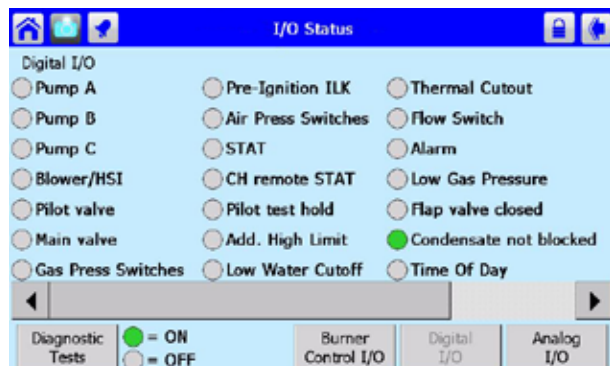 I/O Status
Digital I/O
Pump A
Pre-Ignition ILK
Thermal Cutout
Pump B
Air Press Switches
Flow Switch
Pump C
STAT
Alarm
Blower/HSI
CH remote STAT
Low Gas Pressure
Pilot valve
Pilot test hold
Flap valve closed
Main valve
Add. High Limit
Condensate not blocked
Gas Press Switches
Low Water Cutoff
Time Of Day
Diagnostic
Tests
= ON
= OFF
Burner
Control I/O
Digital
I/O
Analog
I/O